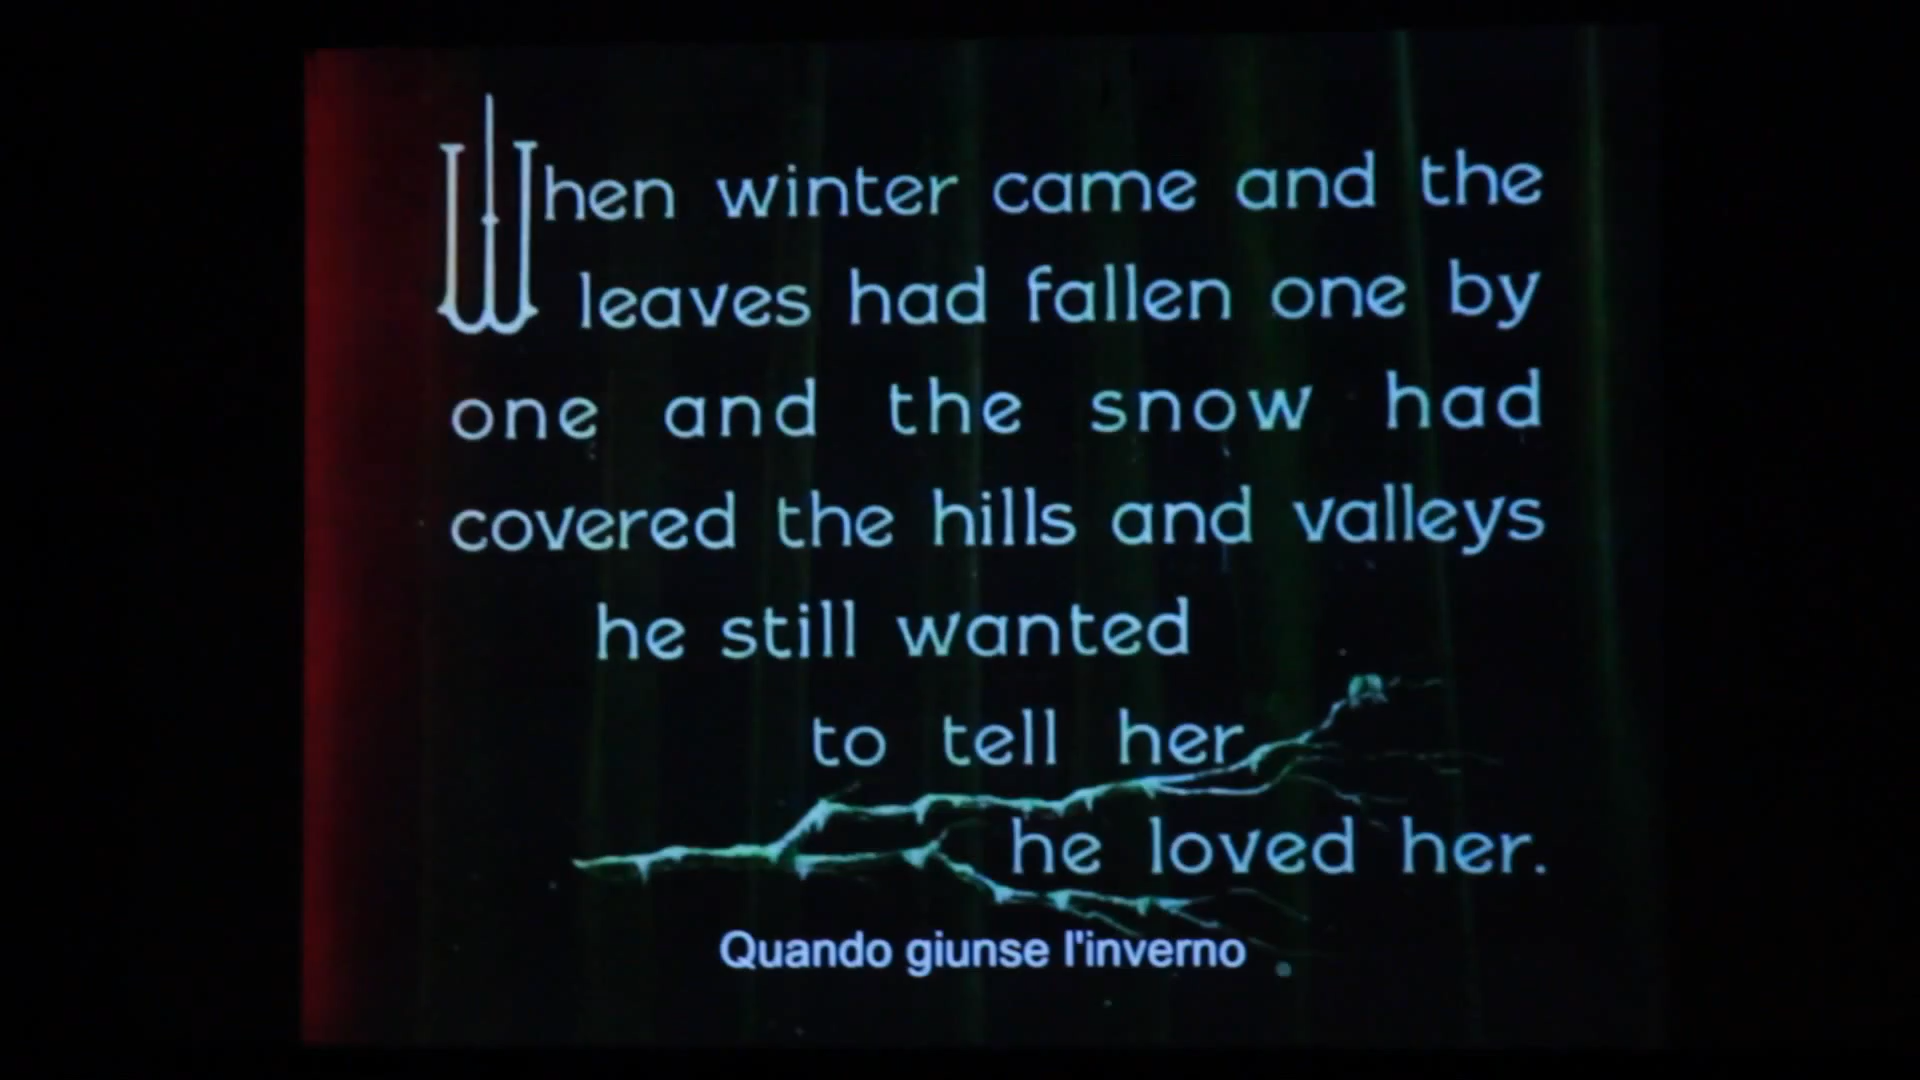 When winter came and the
leaves had fallen one by
one and the snow had
covered the hills and valleys
he still wanted
to tell her
he loved her.
Quando giunse l'inverno